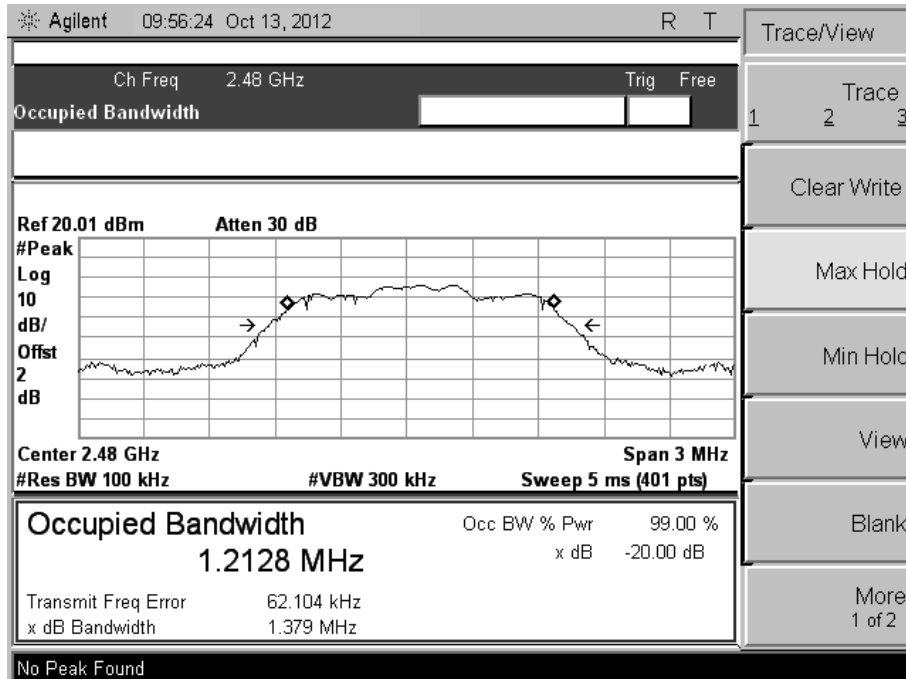 Agilent 09:56:24 Oct 13, 2012 R T
Trace/View
Ch Freq 2.48 GHz Trig Free
Occupied Bandwidth
Trace
1 2 3
Clear Write
Max Hold
Min Hold
View
Blank
More
1 of 2
Ref 20.01 dBm Atten 30 dB
#Peak
Log
10
dB/
Offst
2
dB
Center 2.48 GHz Span 3 MHz
#Res BW 100 kHz #VBW 300 kHz Sweep 5 ms (401 pts)
Occupied Bandwidth Occ BW % Pwr 99.00 %
1.2128 MHz x dB -20.00 dB
Transmit Freq Error 62.104 kHz
x dB Bandwidth 1.379 MHz
No Peak Found